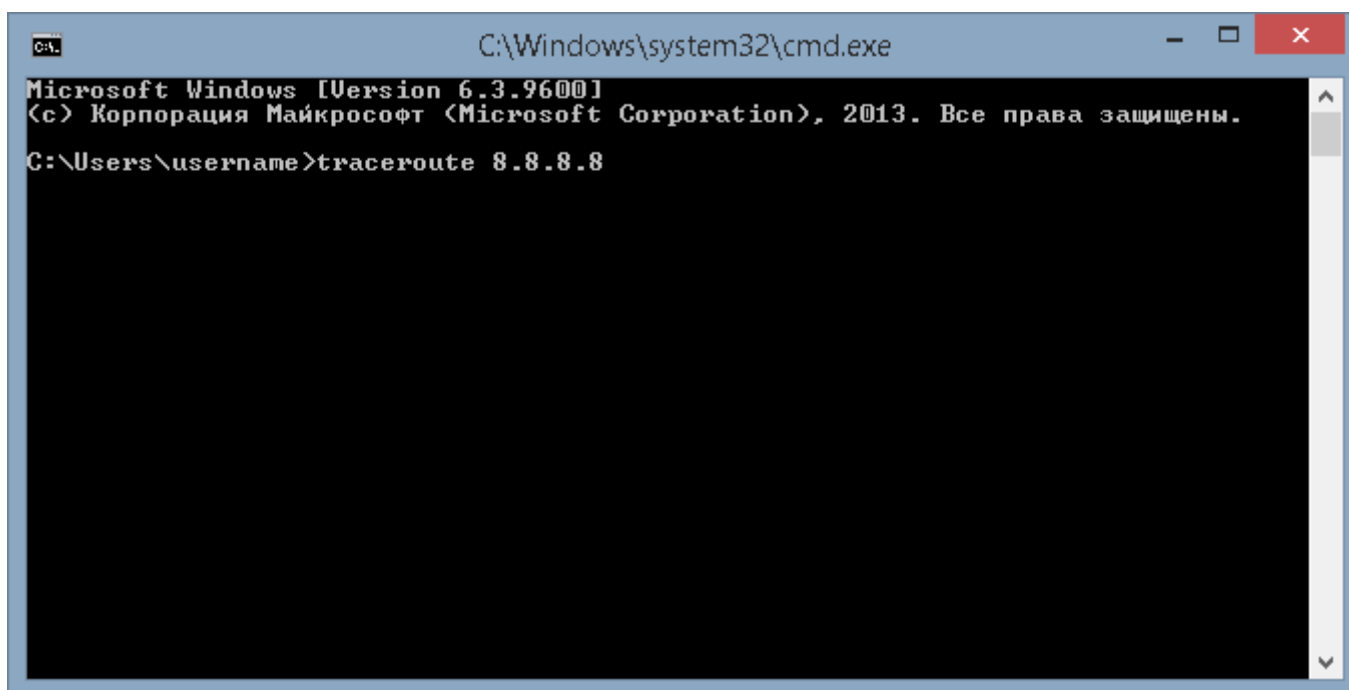 C:\Windows\system32\cmd.exe
Microsoft Windows [Version 6.3.9600]
(c) Корпорация Майкрософт (Microsoft Corporation), 2013. Все права защищены.
C:\Users\username>traceroute 8.8.8.8